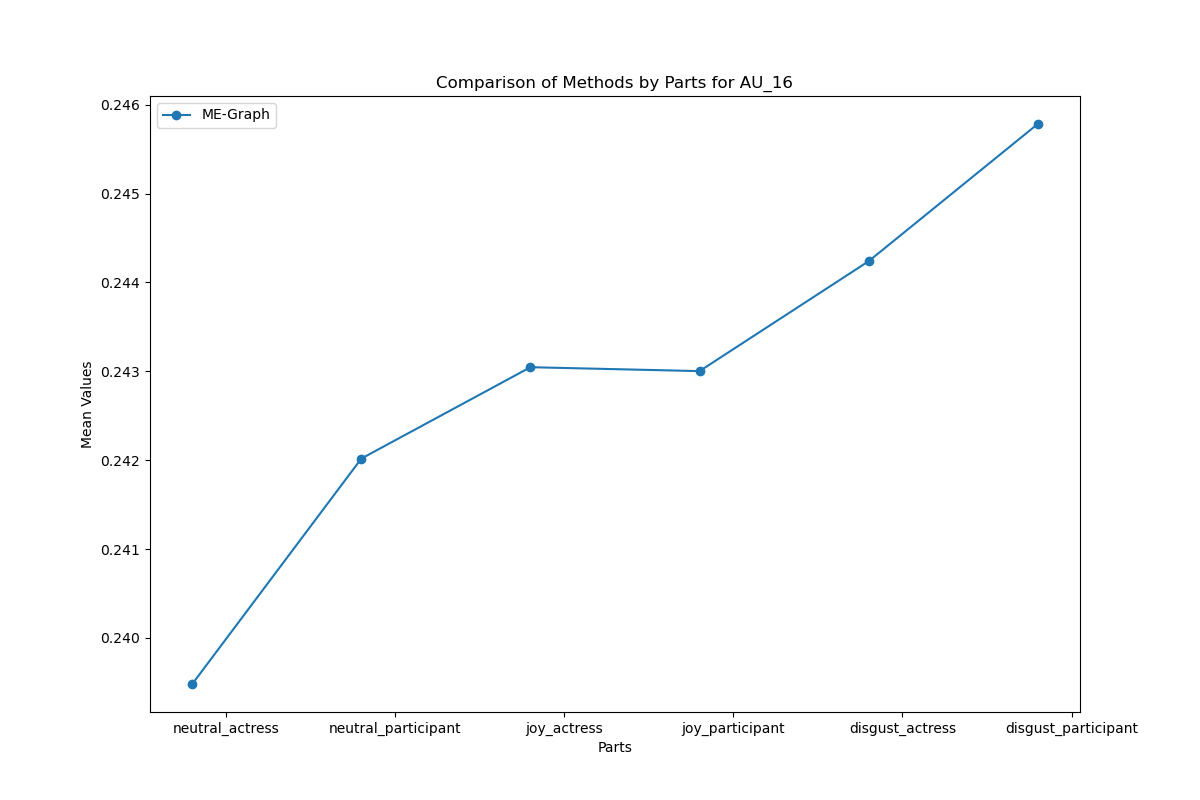 Comparison of Methods by Parts for AU_16
ME-Graph
0.246
0.245
0.244
0.243
0.242
0.241
0.240
Mean Values
neutral_actress neutral_participant joy_actress joy_participant disgust_actress disgust_participant
Parts